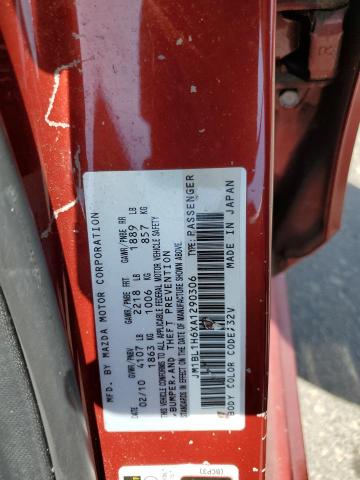 MFD. BY MAZDA MOTOR CORPORATION
GVWR/PNBV GAWR/PNBE FRT GAWR/PNBE RR
02/10 4107 LB 2218 LB 1889 LB
1863 KG 1006 KG 857 KG
THIS VEHICLE CONFORMS TO ALL APPLICABLE FEDERAL MOTOR VEHICLE SAFETY
,BUMPER,AND THEFT PREVENTION
STANDARDS IN EFFECT ON THE DATE OF MANUFACTURE SHOWN ABOVE.
JM1BL1H6XA1290306 TYPE:PASSENGER
MADE IN JAPAN
BODY COLOR CODE:32V
(BCP3)